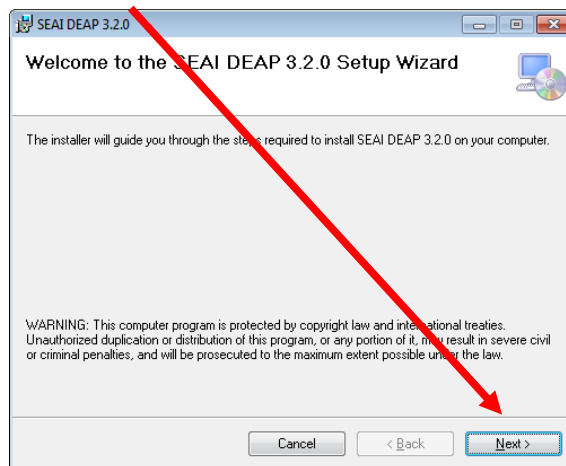 SEAI DEAP 3.2.0
Welcome to the SEAI DEAP 3.2.0 Setup Wizard
The installer will guide you through the steps required to install SEAI DEAP 3.2.0 on your computer.
WARNING: This computer program is protected by copyright law and international treaties.
Unauthorized duplication or distribution of this program, or any portion of it, may result in severe civil
or criminal penalties, and will be prosecuted to the maximum extent possible under the law.
Cancel < Back Next >